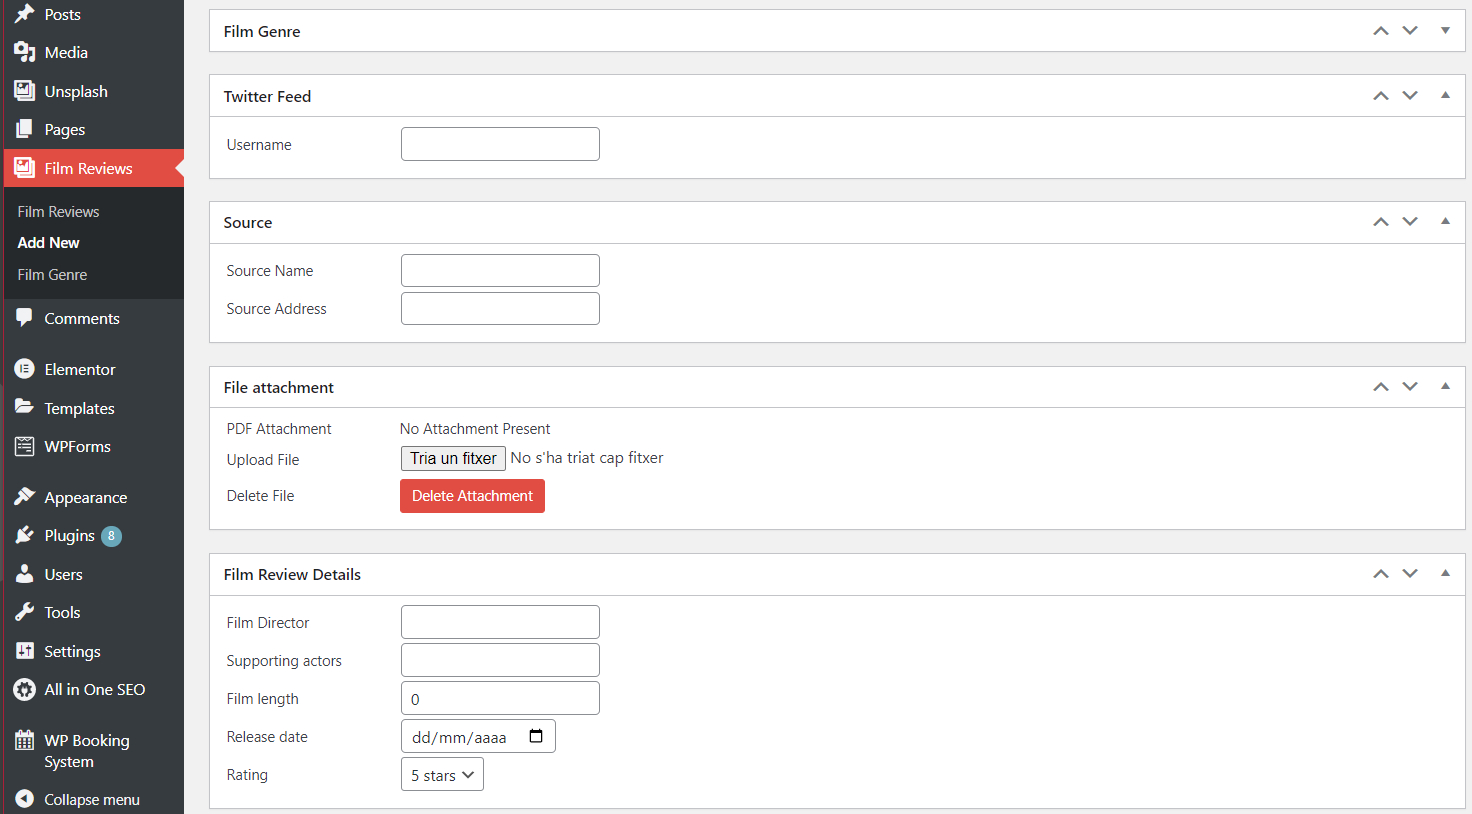 Posts
Media
Unsplash
Pages
Film Reviews
Film Reviews
Add New
Film Genre
Comments
Elementor
Templates
WPForms
Appearance
Plugins 8
Users
Tools
Settings
All in One SEO
WP Booking
System
Collapse menu
Film Genre
Twitter Feed
Username
Source
Source Name
Source Address
File attachment
PDF Attachment No Attachment Present
Upload File Tria un fitxer No s'ha triat cap fitxer
Delete File Delete Attachment
Film Review Details
Film Director
Supporting actors
Film length 0
Release date dd/mm/aaaa
Rating 5 stars